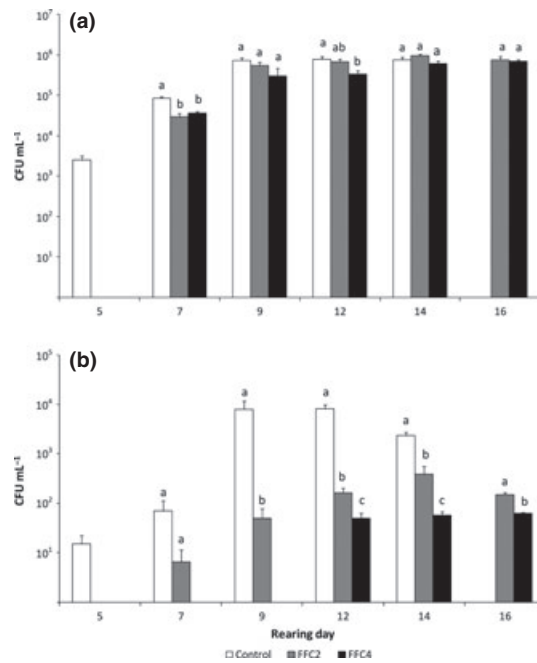 (a)
10⁷
a a ab a a a a a
10⁶
a b a
10⁵
a b b
10⁴
CFU mL⁻¹
10³
10²
10¹
5 7 9 12 14 16
(b)
10⁵
a a
10⁴
a
10³
CFU mL⁻¹
a b b a
10²
a b c c b
10¹
5 7 9 12 14 16
Rearing day
Control FFC2 FFC4